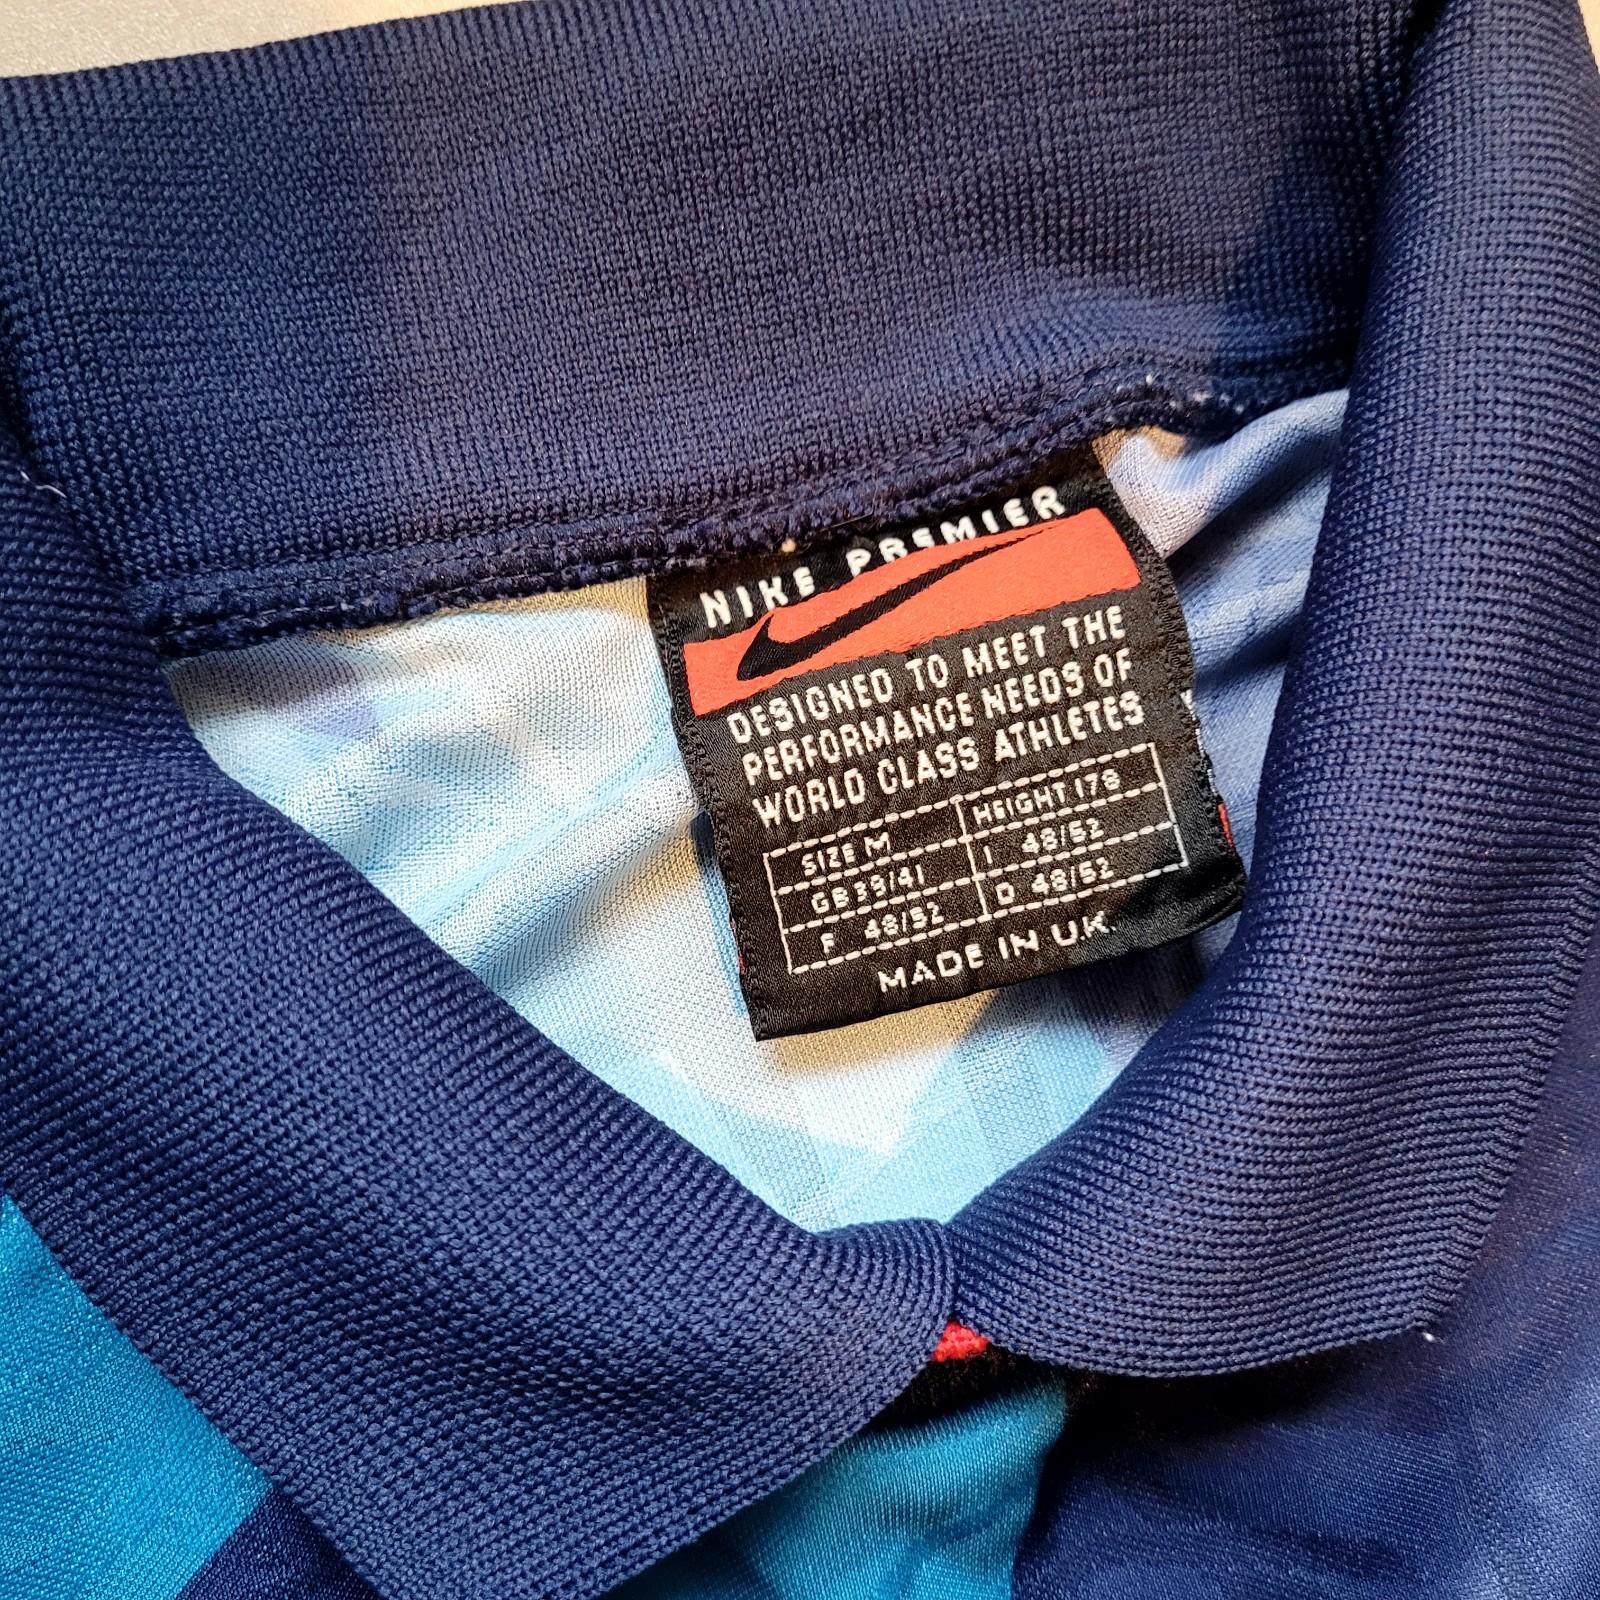 NIKE PREMIER
DESIGNED TO MEET THE
PERFORMANCE NEEDS OF
WORLD CLASS ATHLETES
SIZE M HEIGHT 178
GB 39/41 I 48/52
F 48/52 D 48/52
MADE IN U.K.